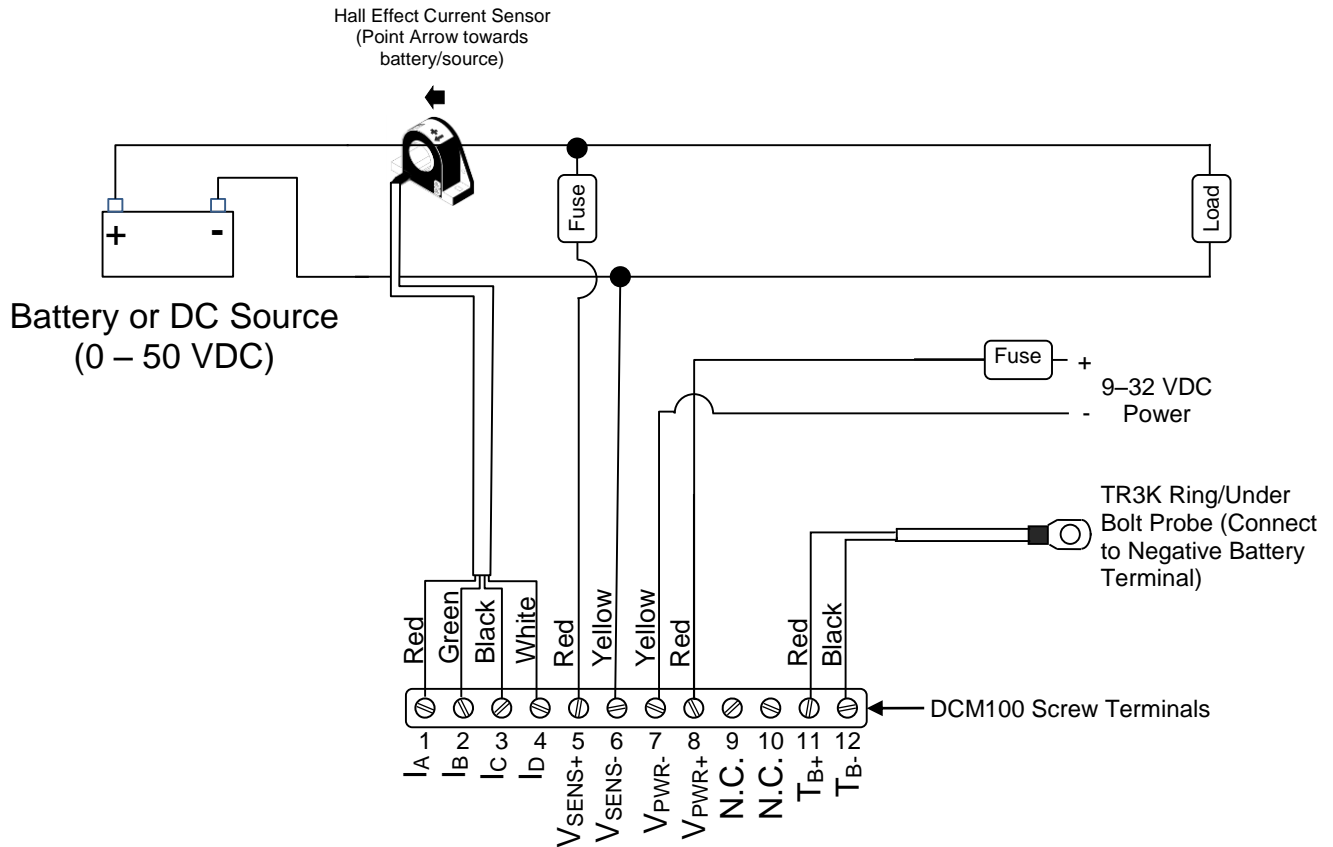 Hall Effect Current Sensor
(Point Arrow towards
battery/source)
Fuse
Load
+
-
Battery or DC Source
(0 – 50 VDC)
Fuse
+
9–32 VDC
-
Power
TR3K Ring/Under
Bolt Probe (Connect
to Negative Battery
Terminal)
Red
Green
Black
White
Red
Yellow
Yellow
Red
Red
Black
DCM100 Screw Terminals
1 2 3 4 5 6 7 8 9 10 11 12
IA
IB
IC
ID
VSENS+
VSENS-
VPWR-
VPWR+
N.C.
N.C.
TB+
TB-